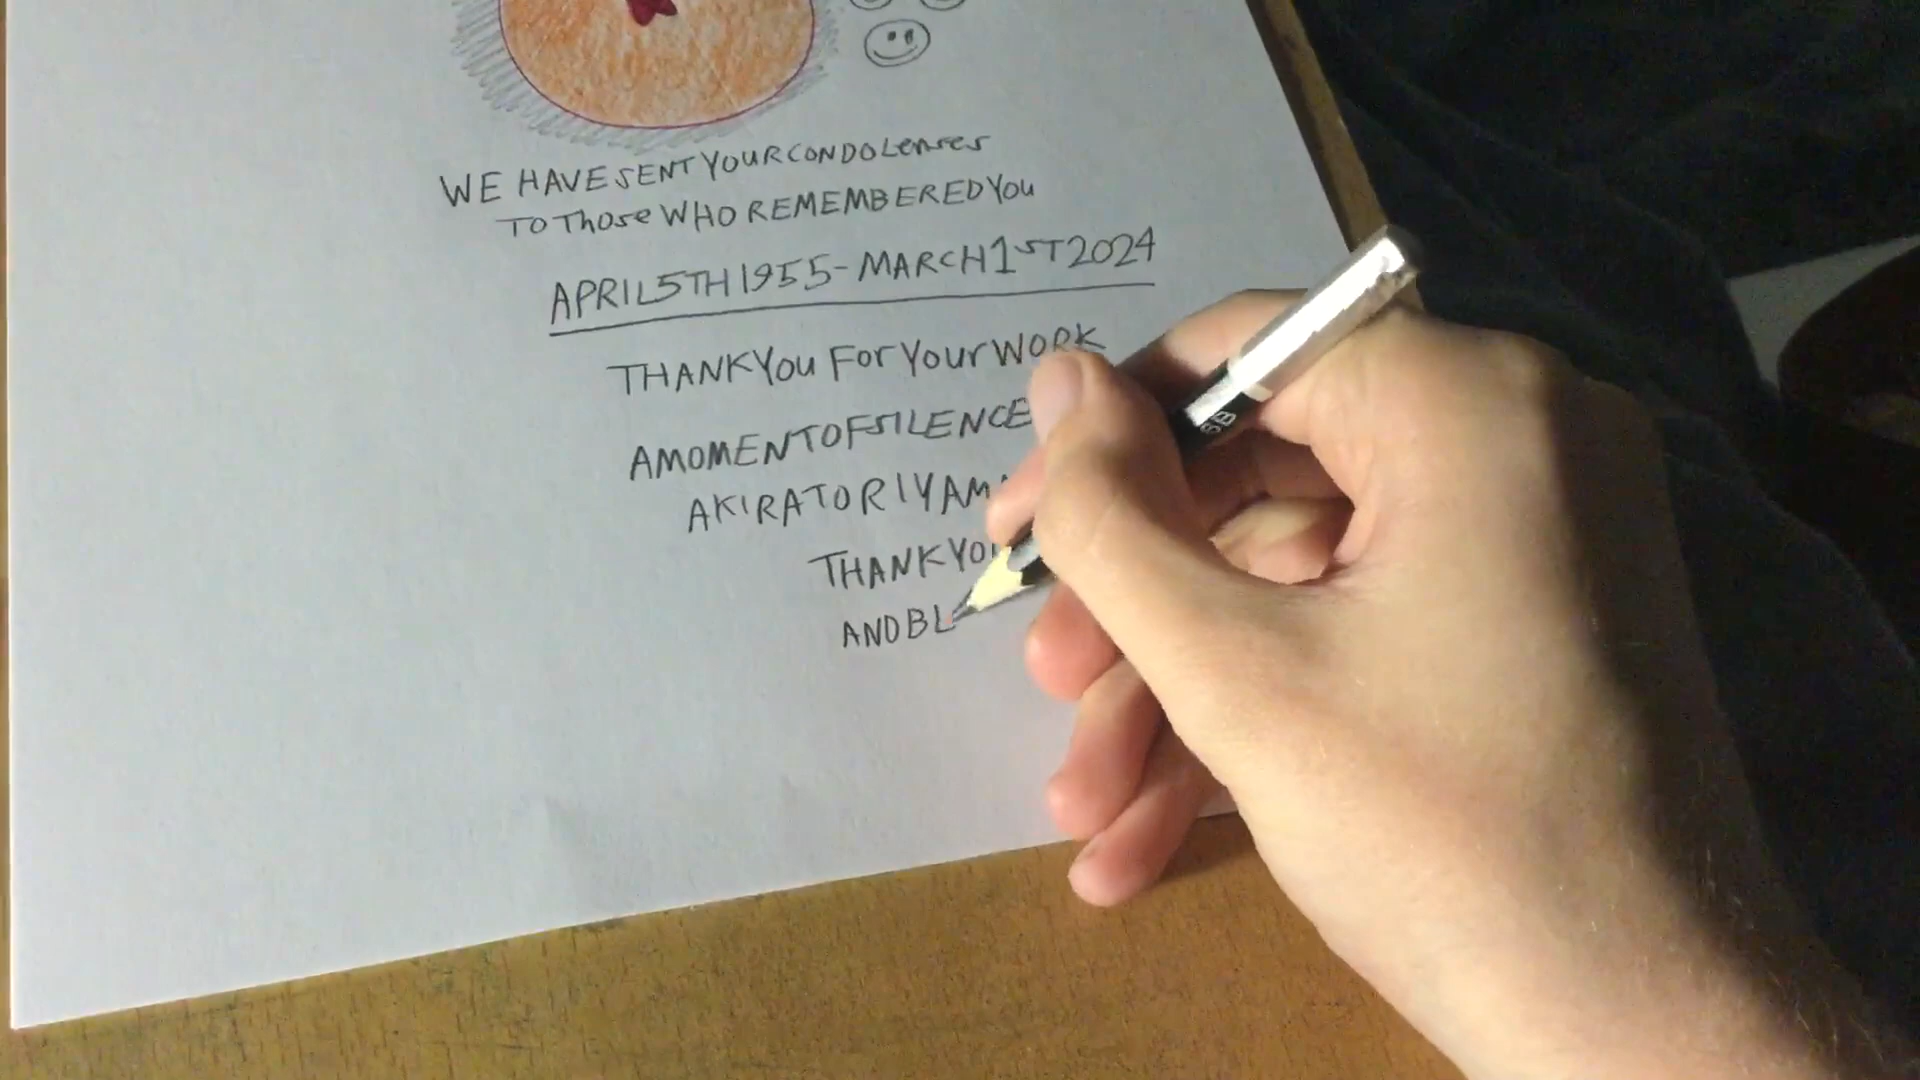 WE HAVE SENT YOUR CONDOLenses
TO Those WHO REMEMBERED YOu
APRIL 5TH 1955 - MARCH 1ST 2024
THANK YOu FOr YOur WORK
A MOMENT OF SILENCE
AKIRA TORIYAMA
THANK YOU
AND BL